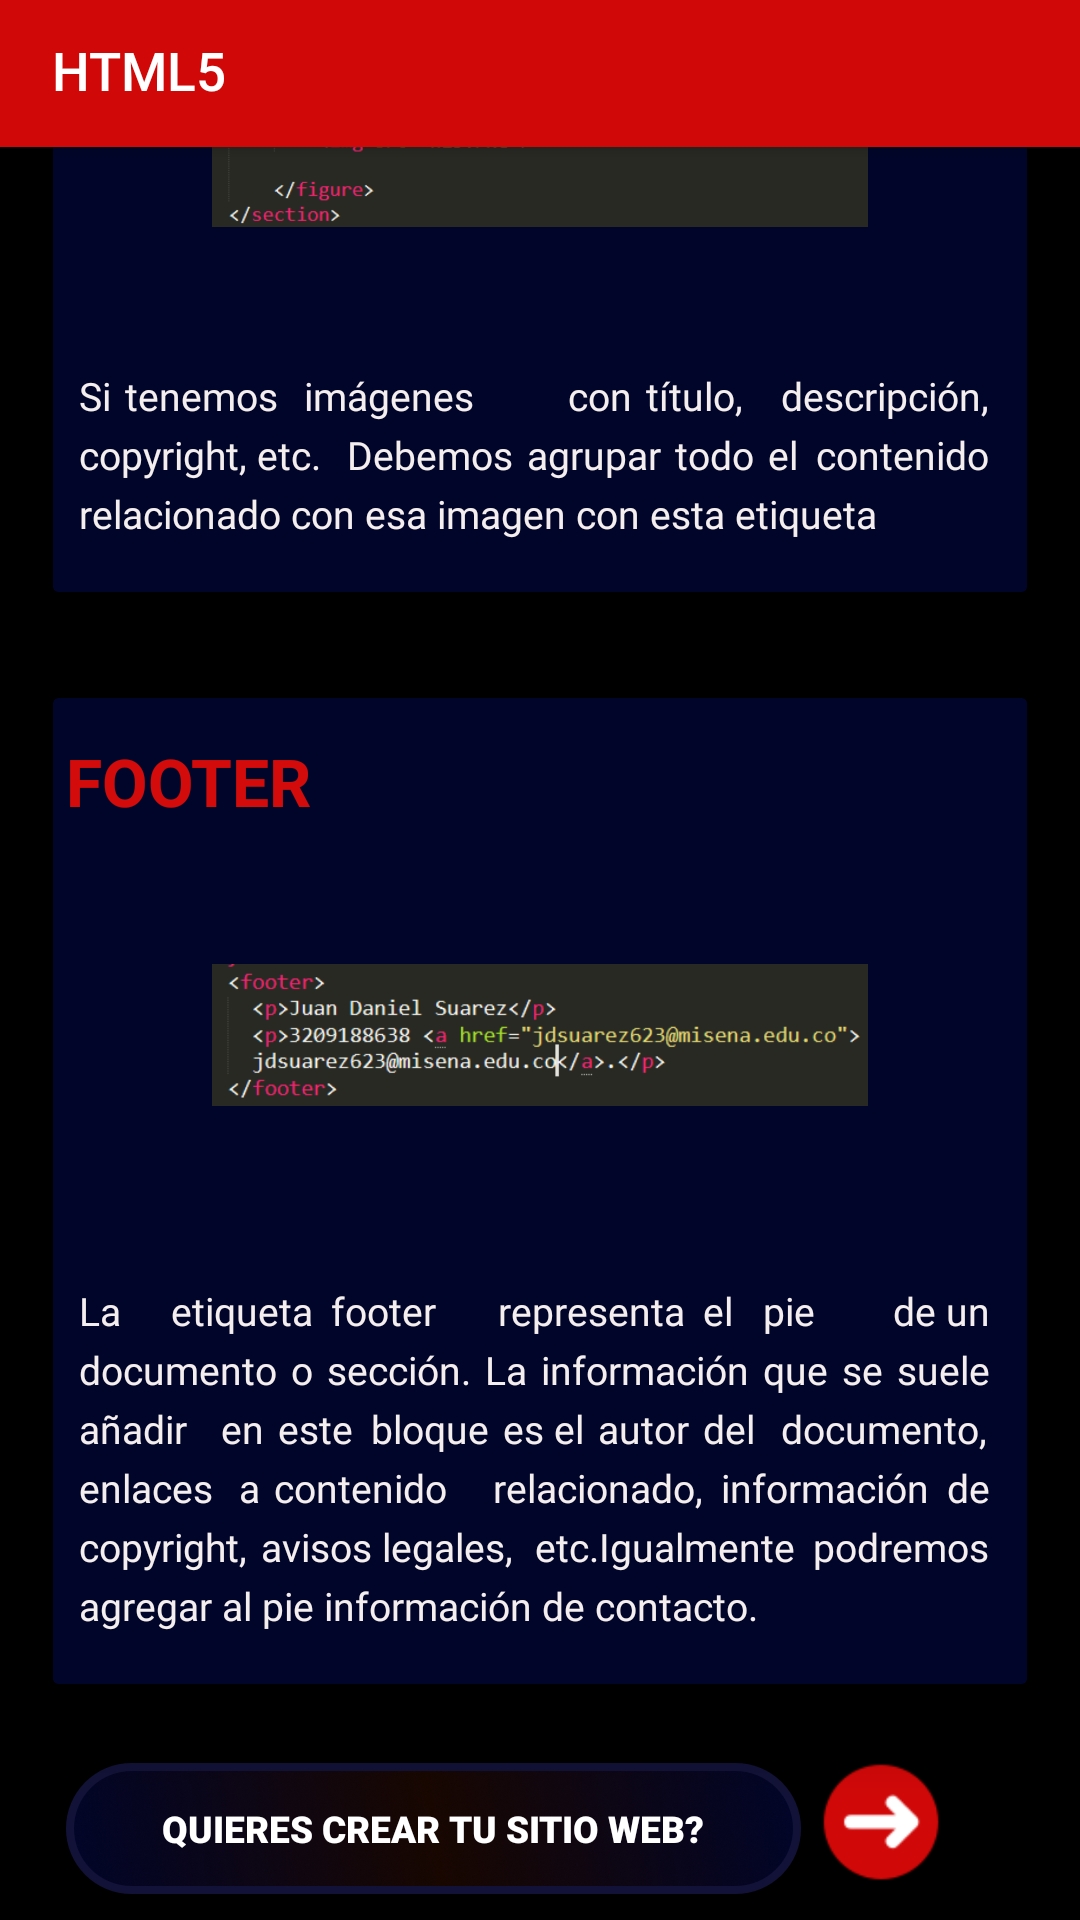 HTML5
</figure>
</section>
Si tenemos imágenes con título, descripción,
copyright, etc. Debemos agrupar todo el contenido
relacionado con esa imagen con esta etiqueta
FOOTER
<footer>
<p>Juan Daniel Suarez</p>
<p>3209188638 <a href="jdsuarez623@misena.edu.co">
jdsuarez623@misena.edu.co</a>.</p>
</footer>
La etiqueta footer representa el pie de un
documento o sección. La información que se suele
añadir en este bloque es el autor del documento,
enlaces a contenido relacionado, información de
copyright, avisos legales, etc.Igualmente podremos
agregar al pie información de contacto.
QUIERES CREAR TU SITIO WEB?